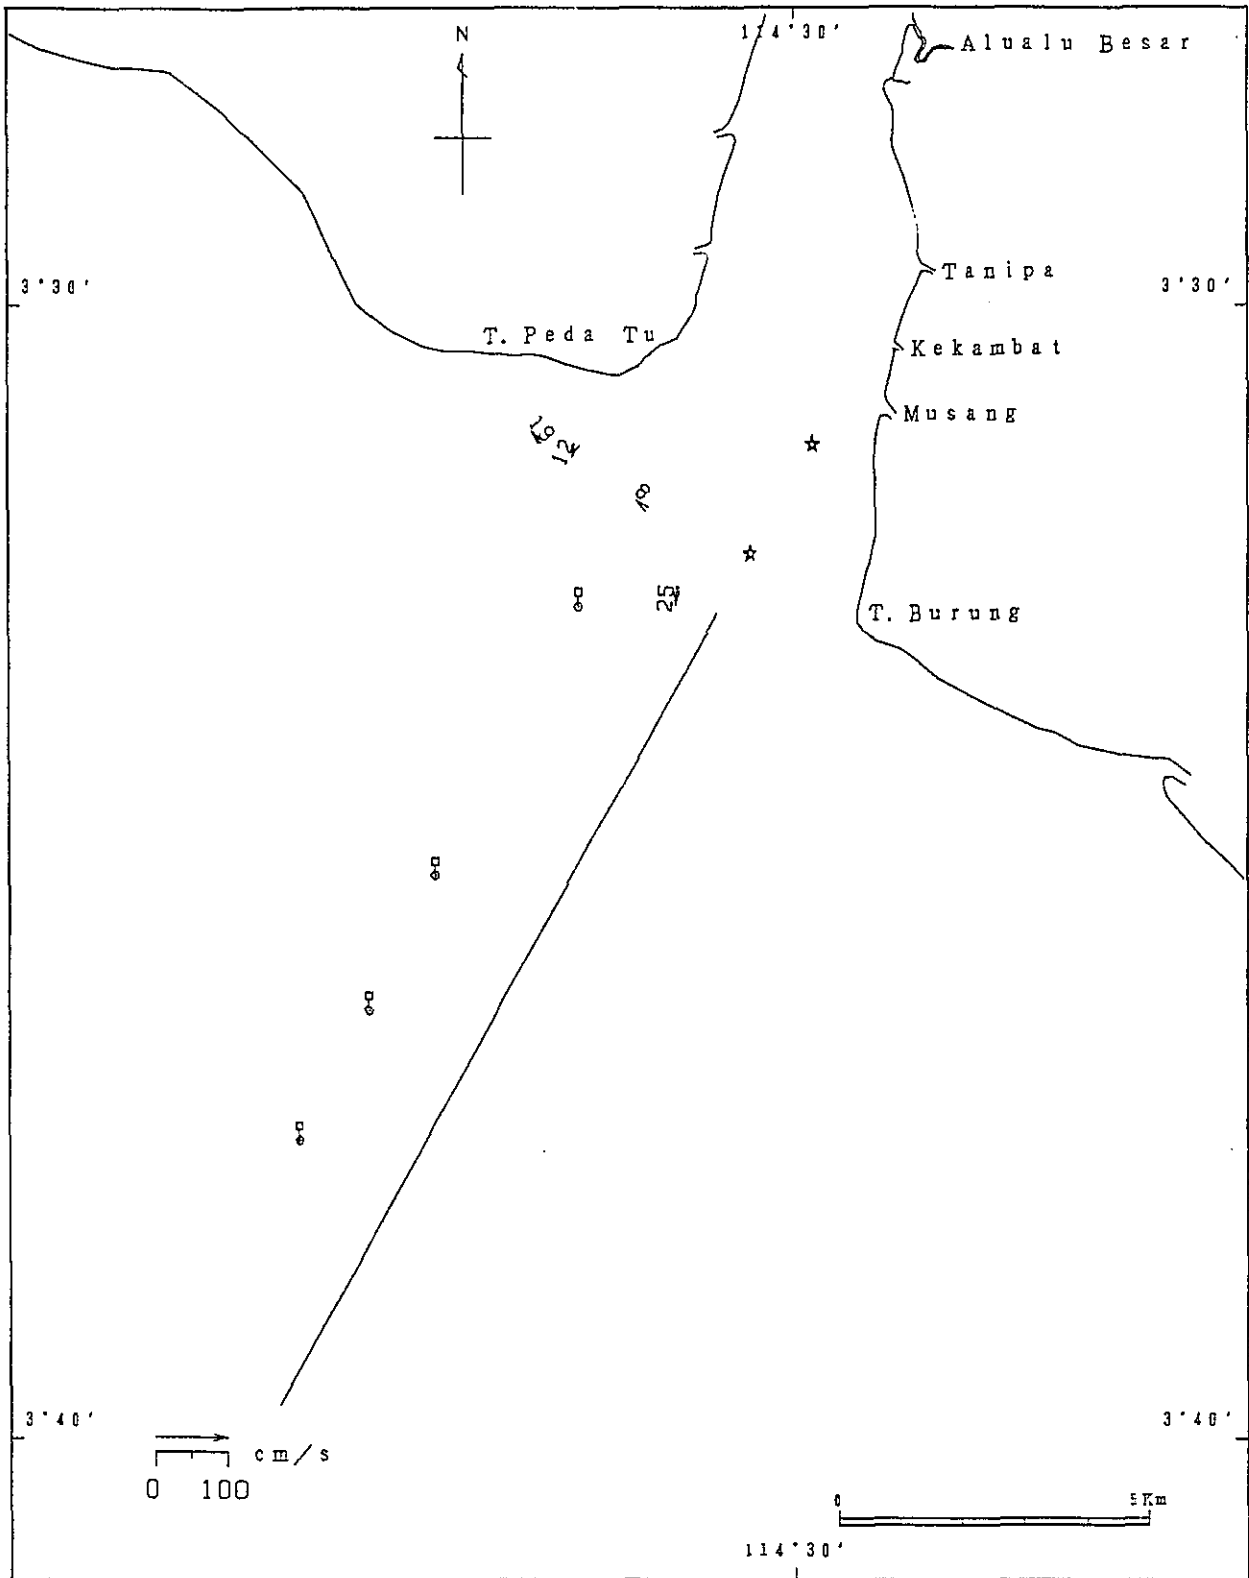 N
114°30'
Alualu Besar
Tanipa
3°30'
3°30'
T. Peda Tu
Kekambat
Musang
19
12
18
25
T. Burung
3°40'
3°40'
cm/s
0 100
0 5Km
114°30'